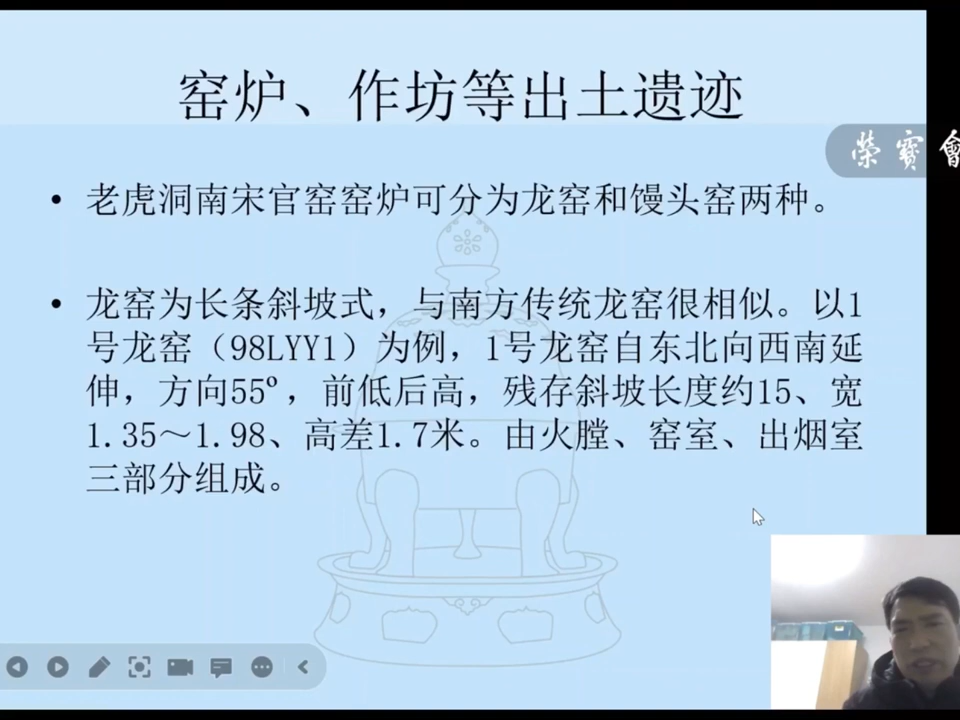 窑炉、作坊等出土遗迹
榮寳
• 老虎洞南宋官窑窑炉可分为龙窑和馒头窑两种。
• 龙窑为长条斜坡式，与南方传统龙窑很相似。以1
号龙窑（98LYY1）为例，1号龙窑自东北向西南延
伸，方向55º，前低后高，残存斜坡长度约15、宽
1.35～1.98、高差1.7米。由火膛、窑室、出烟室
三部分组成。